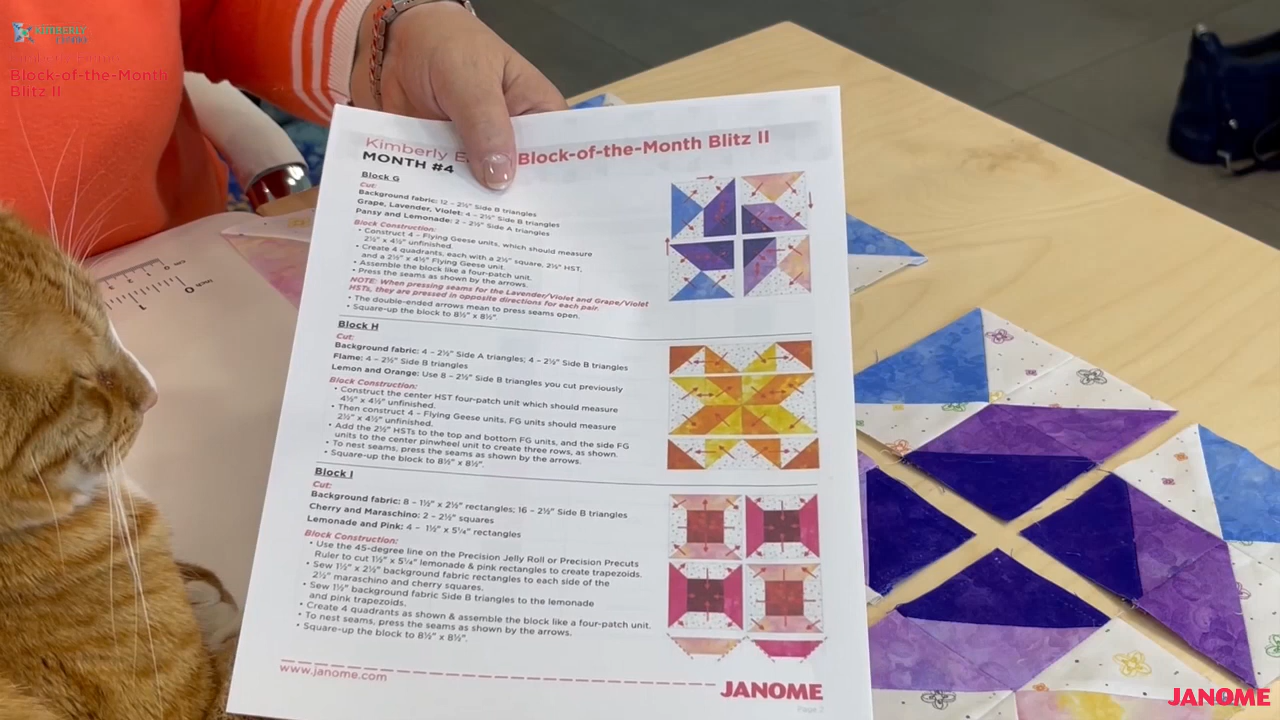 KIMBERLY
Block-of-the-Month
Blitz II
Kimberly E Block-of-the-Month Blitz II
MONTH #4
Block G
Cut:
Background fabric: 12 - 2½" Side B triangles
Grape, Lavender, Violet: 4 - 2½" Side B triangles
Pansy and Lemonade: 2 - 2½" Side A triangles
Block Construction:
• Construct 4 - Flying Geese units, which should measure
2½" x 4½" unfinished.
• Create 4 quadrants, each with a 2½" square, 2½" HST,
and a 2½" x 4½" Flying Geese unit.
• Assemble the block like a four-patch unit.
• Press the seams as shown by the arrows.
NOTE: When pressing seams for the Lavender/Violet and Grape/Violet
HSTs, they are pressed in opposite directions for each pair.
• The double-ended arrows mean to press seams open.
• Square-up the block to 8½" x 8½".
Block H
Cut:
Background fabric: 4 - 2½" Side A triangles; 4 - 2½" Side B triangles
Flame: 4 - 2½" Side B triangles
Lemon and Orange: Use 8 - 2½" Side B triangles you cut previously
Block Construction:
• Construct the center HST four-patch unit which should measure
4½" x 4½" unfinished.
• Then construct 4 - Flying Geese units, FG units should measure
2½" x 4½" unfinished.
• Add the 2½" HSTs to the top and bottom FG units, and the side FG
units to the center pinwheel unit to create three rows, as shown.
• To nest seams, press the seams as shown by the arrows.
• Square-up the block to 8½" x 8½".
Block I
Cut:
Background fabric: 8 - 1½" x 2½" rectangles; 16 - 2½" Side B triangles
Cherry and Maraschino: 2 - 2½" squares
Lemonade and Pink: 4 - 1½" x 5¼" rectangles
Block Construction:
• Use the 45-degree line on the Precision Jelly Roll or Precision Precuts
Ruler to cut 1½" x 5¼" lemonade & pink rectangles to create trapezoids.
• Sew 1½" x 2½" background fabric rectangles to each side of the
2½" maraschino and cherry squares.
• Sew 1½" background fabric Side B triangles to the lemonade
and pink trapezoids.
• Create 4 quadrants as shown & assemble the block like a four-patch unit.
• To nest seams, press the seams as shown by the arrows.
• Square-up the block to 8½" x 8½".
www.janome.com
JANOME
Page 2
JANOME